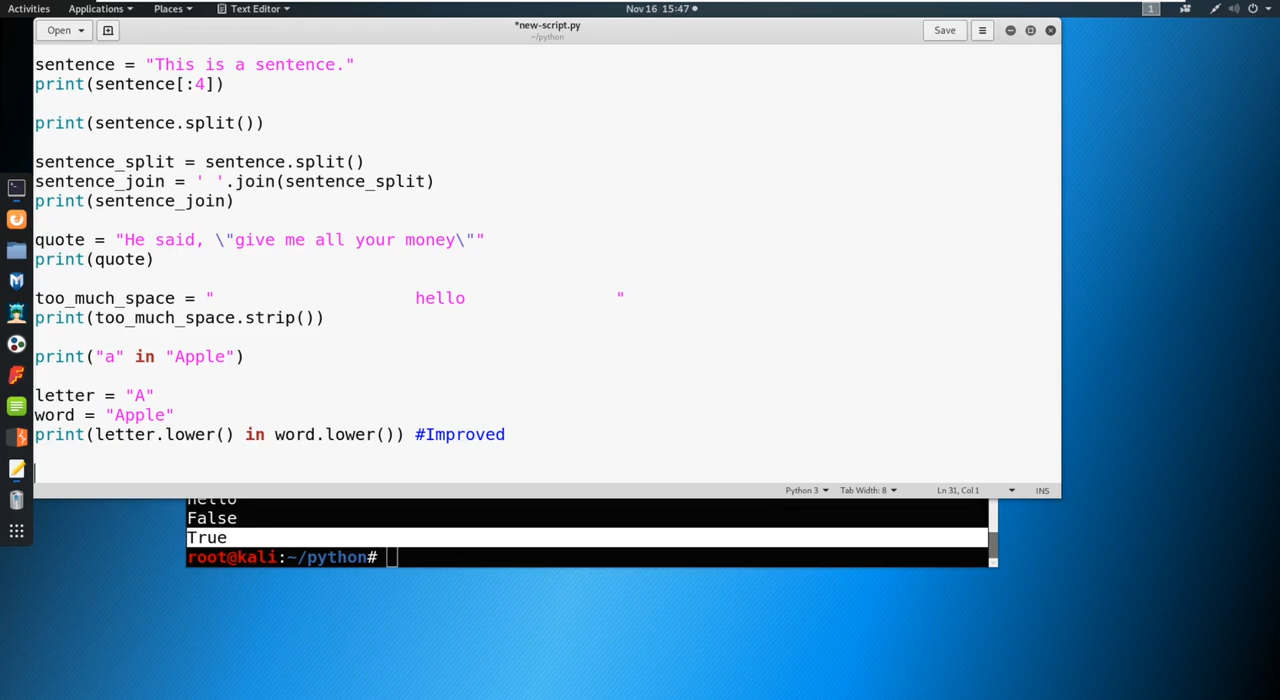 Activities Applications Places Text Editor Nov 16 15:47 1
Open *new-script.py Save
~/python
sentence = "This is a sentence."
print(sentence[:4])
print(sentence.split())
sentence_split = sentence.split()
sentence_join = ' '.join(sentence_split)
print(sentence_join)
quote = "He said, \"give me all your money\""
print(quote)
too_much_space = "                    hello               "
print(too_much_space.strip())
print("a" in "Apple")
letter = "A"
word = "Apple"
print(letter.lower() in word.lower()) #Improved
Python 3 Tab Width: 8 Ln 31, Col 1 INS
hello
False
True
root@kali:~/python#